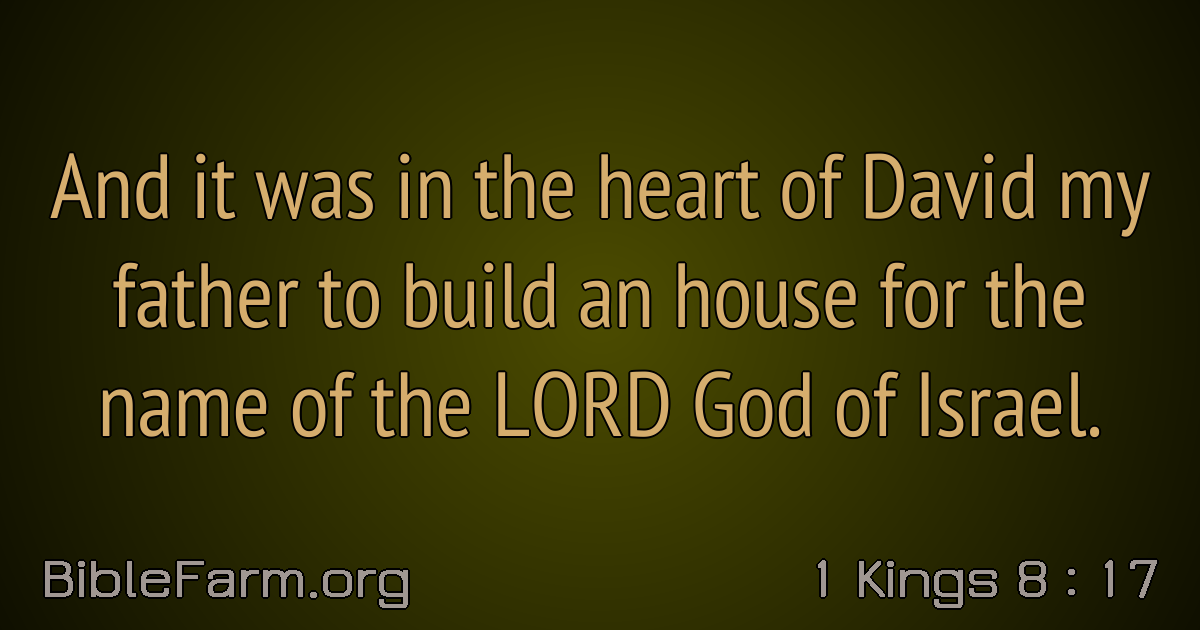 And it was in the heart of David my
father to build an house for the
name of the LORD God of Israel.
BibleFarm.org
1 Kings 8 : 17